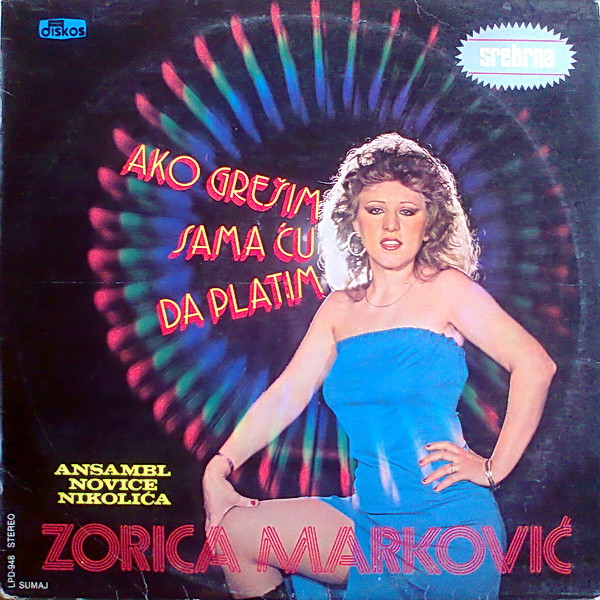 diskos
srebrna
AKO GREŠIM
SAMA ĆU
DA PLATIM
ANSAMBL
NOVICE
NIKOLIĆA
ZORICA MARKOVIĆ
LPD-948 STEREO
SUMAJ